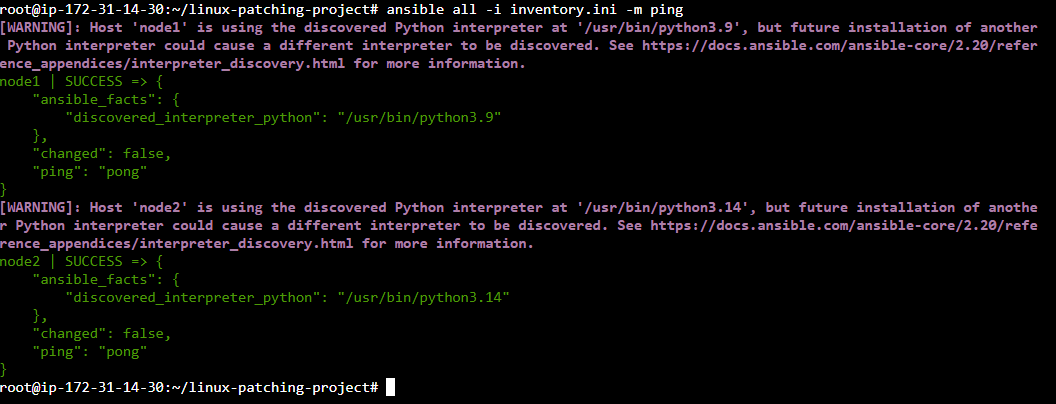 root@ip-172-31-14-30:~/linux-patching-project# ansible all -i inventory.ini -m ping
[WARNING]: Host 'node1' is using the discovered Python interpreter at '/usr/bin/python3.9', but future installation of another
 Python interpreter could cause a different interpreter to be discovered. See https://docs.ansible.com/ansible-core/2.20/refer
ence_appendices/interpreter_discovery.html for more information.
node1 | SUCCESS => {
    "ansible_facts": {
        "discovered_interpreter_python": "/usr/bin/python3.9"
    },
    "changed": false,
    "ping": "pong"
}
[WARNING]: Host 'node2' is using the discovered Python interpreter at '/usr/bin/python3.14', but future installation of anothe
r Python interpreter could cause a different interpreter to be discovered. See https://docs.ansible.com/ansible-core/2.20/refe
rence_appendices/interpreter_discovery.html for more information.
node2 | SUCCESS => {
    "ansible_facts": {
        "discovered_interpreter_python": "/usr/bin/python3.14"
    },
    "changed": false,
    "ping": "pong"
}
root@ip-172-31-14-30:~/linux-patching-project#